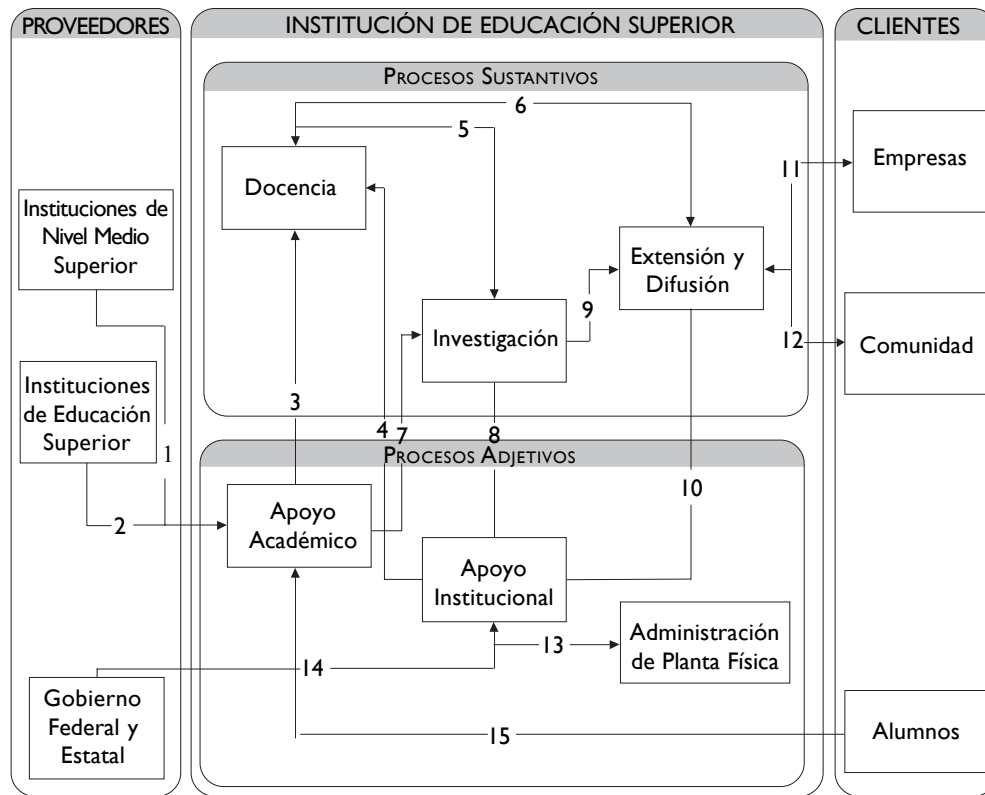 PROVEEDORES
INSTITUCIÓN DE EDUCACIÓN SUPERIOR
CLIENTES
PROCESOS SUSTANTIVOS
6
5
Docencia
Empresas
11
Instituciones de
Nivel Medio
Superior
Extensión y
Difusión
9
Investigación
12
Comunidad
Instituciones
de Educación
Superior
3
4
7
8
1
PROCESOS ADJETIVOS
10
2
Apoyo
Académico
Apoyo
Institucional
13
Administración
de Planta Física
14
Gobierno
Federal y
Estatal
15
Alumnos